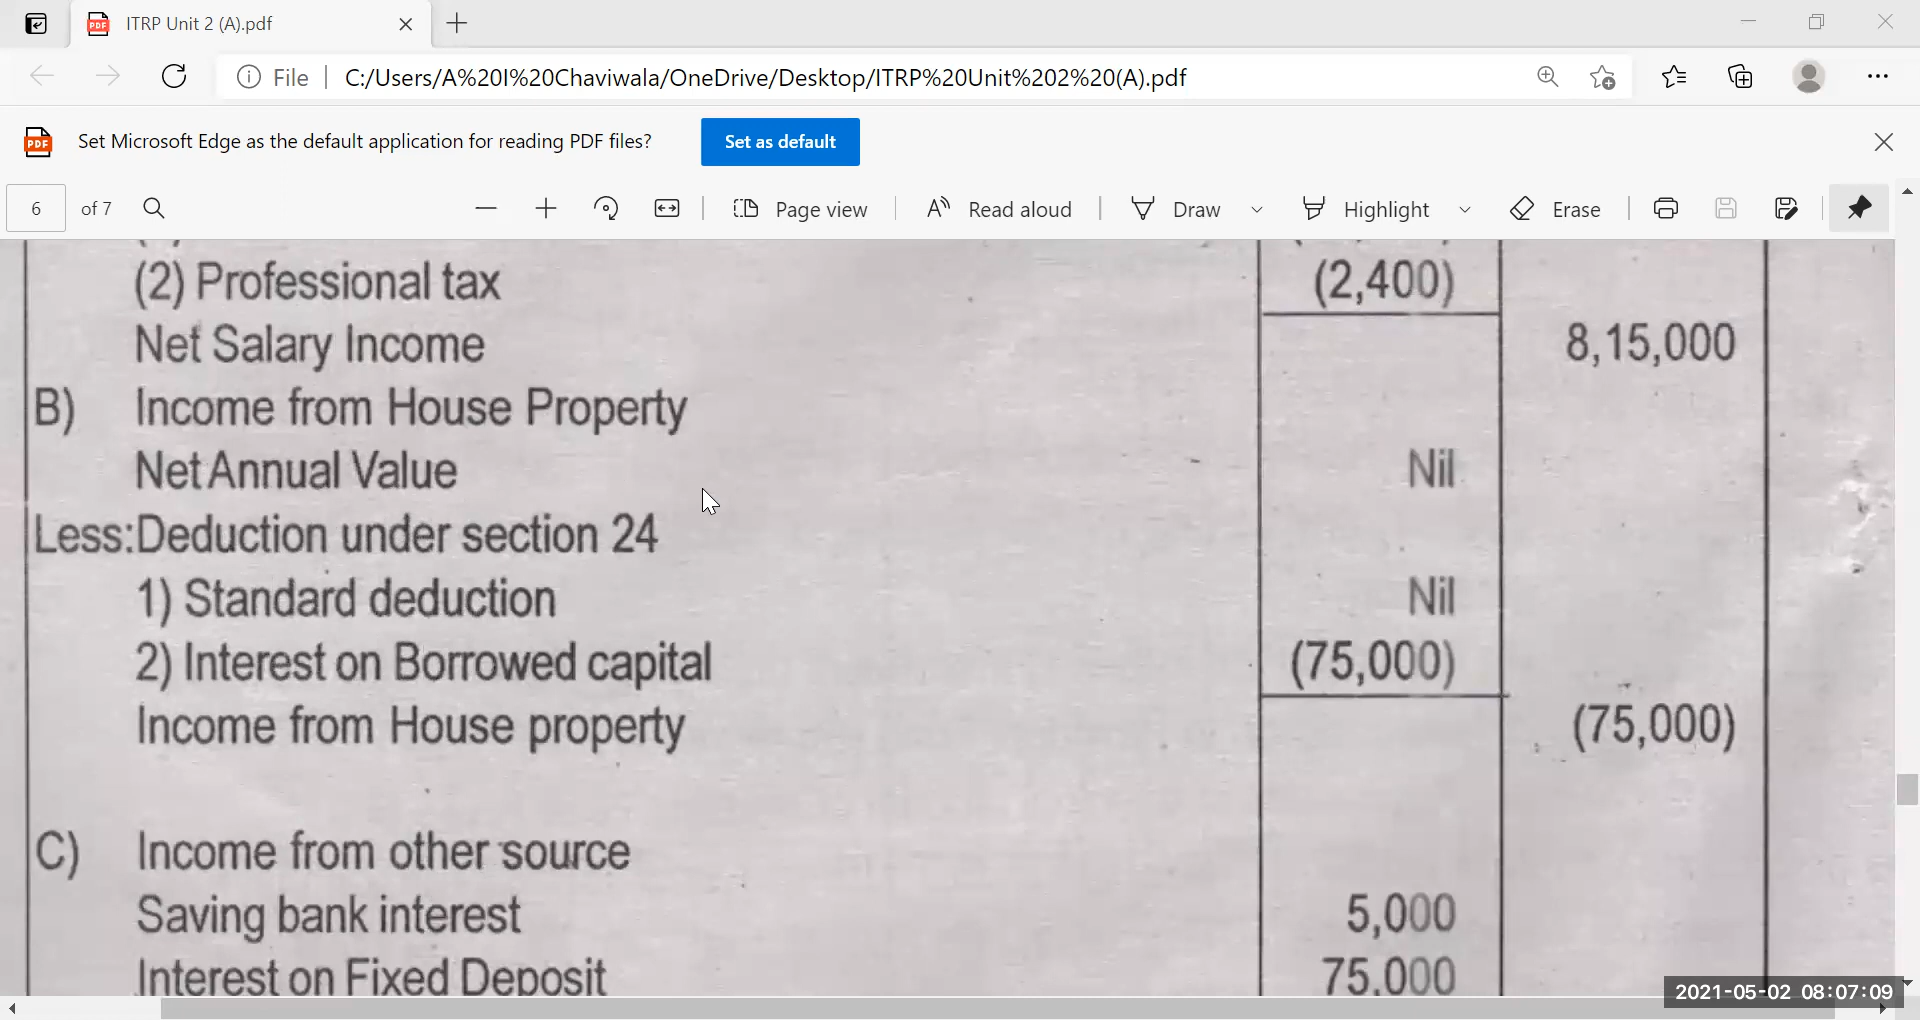 ITRP Unit 2 (A).pdf
File C:/Users/A%20I%20Chaviwala/OneDrive/Desktop/ITRP%20Unit%202%20(A).pdf
PDF Set Microsoft Edge as the default application for reading PDF files? Set as default
6 of 7 Page view Read aloud Draw Highlight Erase
(2) Professional tax (2,400)
Net Salary Income 8,15,000
B) Income from House Property
Net Annual Value Nil
Less:Deduction under section 24
1) Standard deduction Nil
2) Interest on Borrowed capital (75,000)
Income from House property (75,000)
C) Income from other source
Saving bank interest 5,000
Interest on Fixed Deposit 75,000
2021-05-02 08:07:09